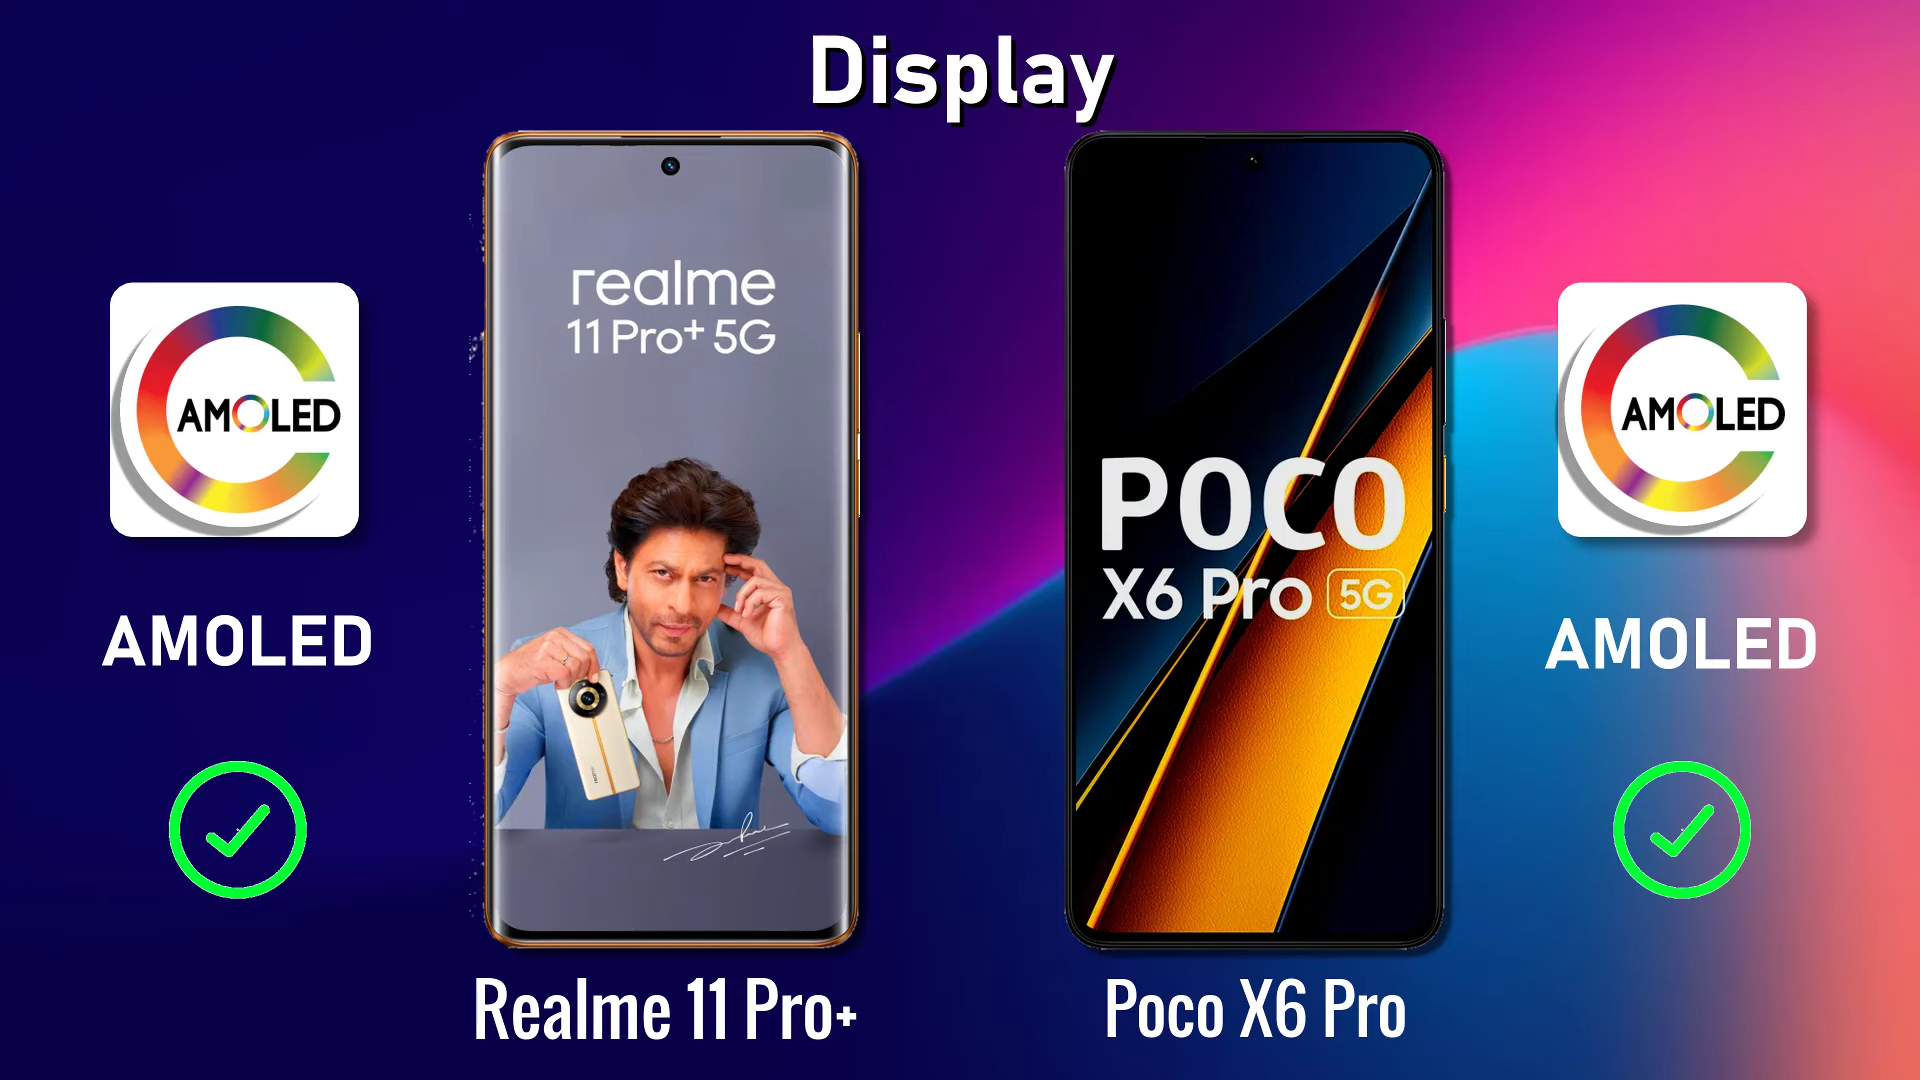 Display
realme
11 Pro+ 5G
AMOLED
AMOLED
realme
Realme 11 Pro+
POCO
X6 Pro 5G
Poco X6 Pro
AMOLED
AMOLED